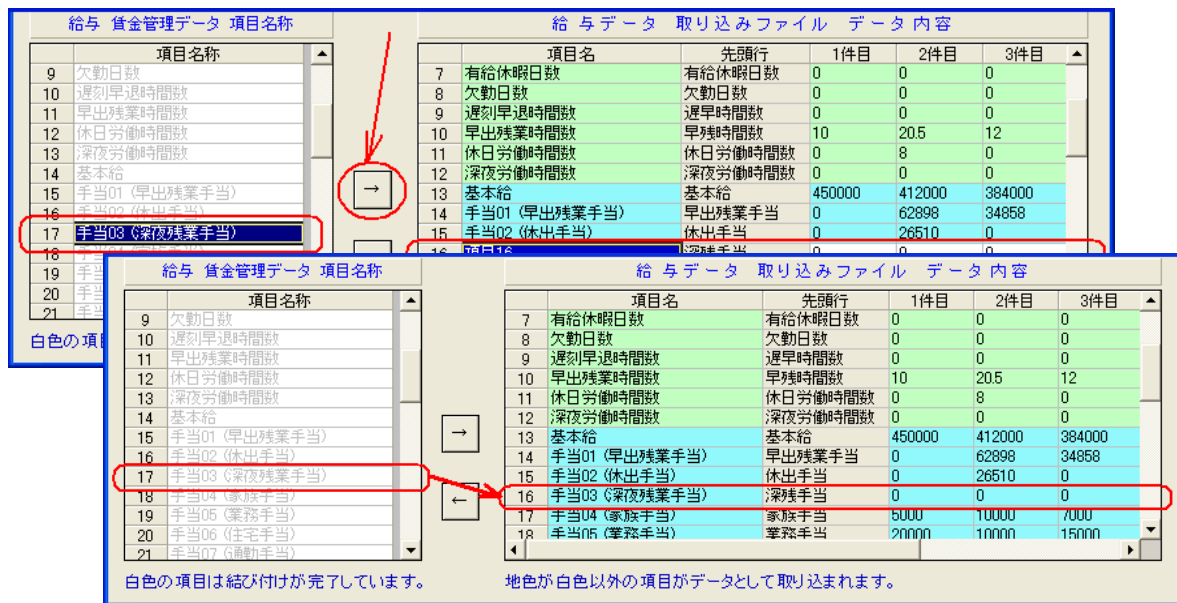 給与 賃金管理データ 項目名称
項目名称
9 欠勤日数
10 遅刻早退時間数
11 早出残業時間数
12 休日労働時間数
13 深夜労働時間数
14 基本給
15 手当01 (早出残業手当)
16 手当02 (休出手当)
17 手当03 (深夜残業手当)
18
19
20
21
白色の項
→
給 与データ 取り込みファイル データ内容
項目名 先頭行 1件目 2件目 3件目
7 有給休暇日数 有給休暇日数 0 0 0
8 欠勤日数 欠勤日数 0 0 0
9 遅刻早退時間数 遅早時間数 0 0 0
10 早出残業時間数 早残時間数 10 20.5 12
11 休日労働時間数 休日労働時間数 0 8 0
12 深夜労働時間数 深夜労働時間数 0 0 0
13 基本給 基本給 450000 412000 384000
14 手当01 (早出残業手当) 早出残業手当 0 62898 34858
15 手当02 (休出手当) 休出手当 0 26510 0
16 項目16 深残手当 0 0 0
給与 賃金管理データ 項目名称
項目名称
9 欠勤日数
10 遅刻早退時間数
11 早出残業時間数
12 休日労働時間数
13 深夜労働時間数
14 基本給
15 手当01 (早出残業手当)
16 手当02 (休出手当)
17 手当03 (深夜残業手当)
18 手当04 (家族手当)
19 手当05 (業務手当)
20 手当06 (住宅手当)
21 手当07 (通勤手当)
白色の項目は結び付けが完了しています。
→
←
給 与データ 取り込みファイル データ内容
項目名 先頭行 1件目 2件目 3件目
7 有給休暇日数 有給休暇日数 0 0 0
8 欠勤日数 欠勤日数 0 0 0
9 遅刻早退時間数 遅早時間数 0 0 0
10 早出残業時間数 早残時間数 10 20.5 12
11 休日労働時間数 休日労働時間数 0 8 0
12 深夜労働時間数 深夜労働時間数 0 0 0
13 基本給 基本給 450000 412000 384000
14 手当01 (早出残業手当) 早出残業手当 0 62898 34858
15 手当02 (休出手当) 休出手当 0 26510 0
16 手当03 (深夜残業手当) 深残手当 0 0 0
17 手当04 (家族手当) 家族手当 5000 10000 7000
18 手当05 (業務手当) 業務手当 20000 10000 15000
地色が白色以外の項目がデータとして取り込まれます。